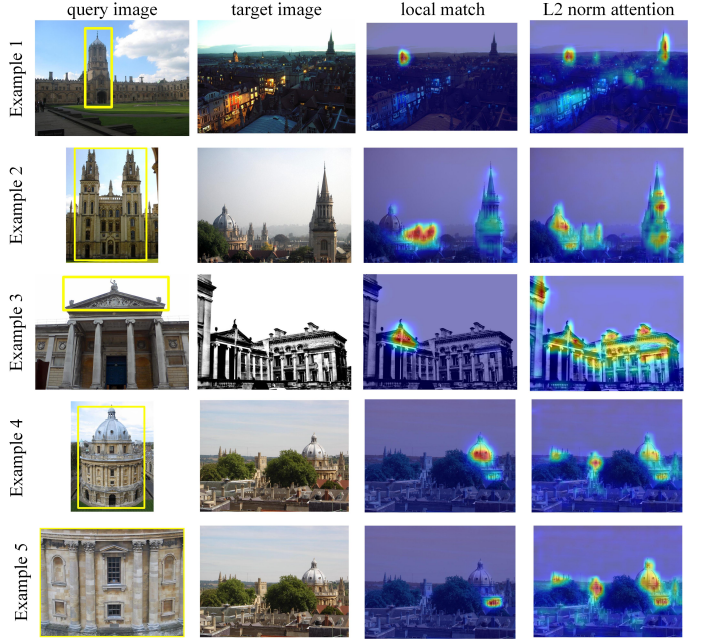 query image target image local match L2 norm attention
Example 1
Example 2
Example 3
Example 4
Example 5